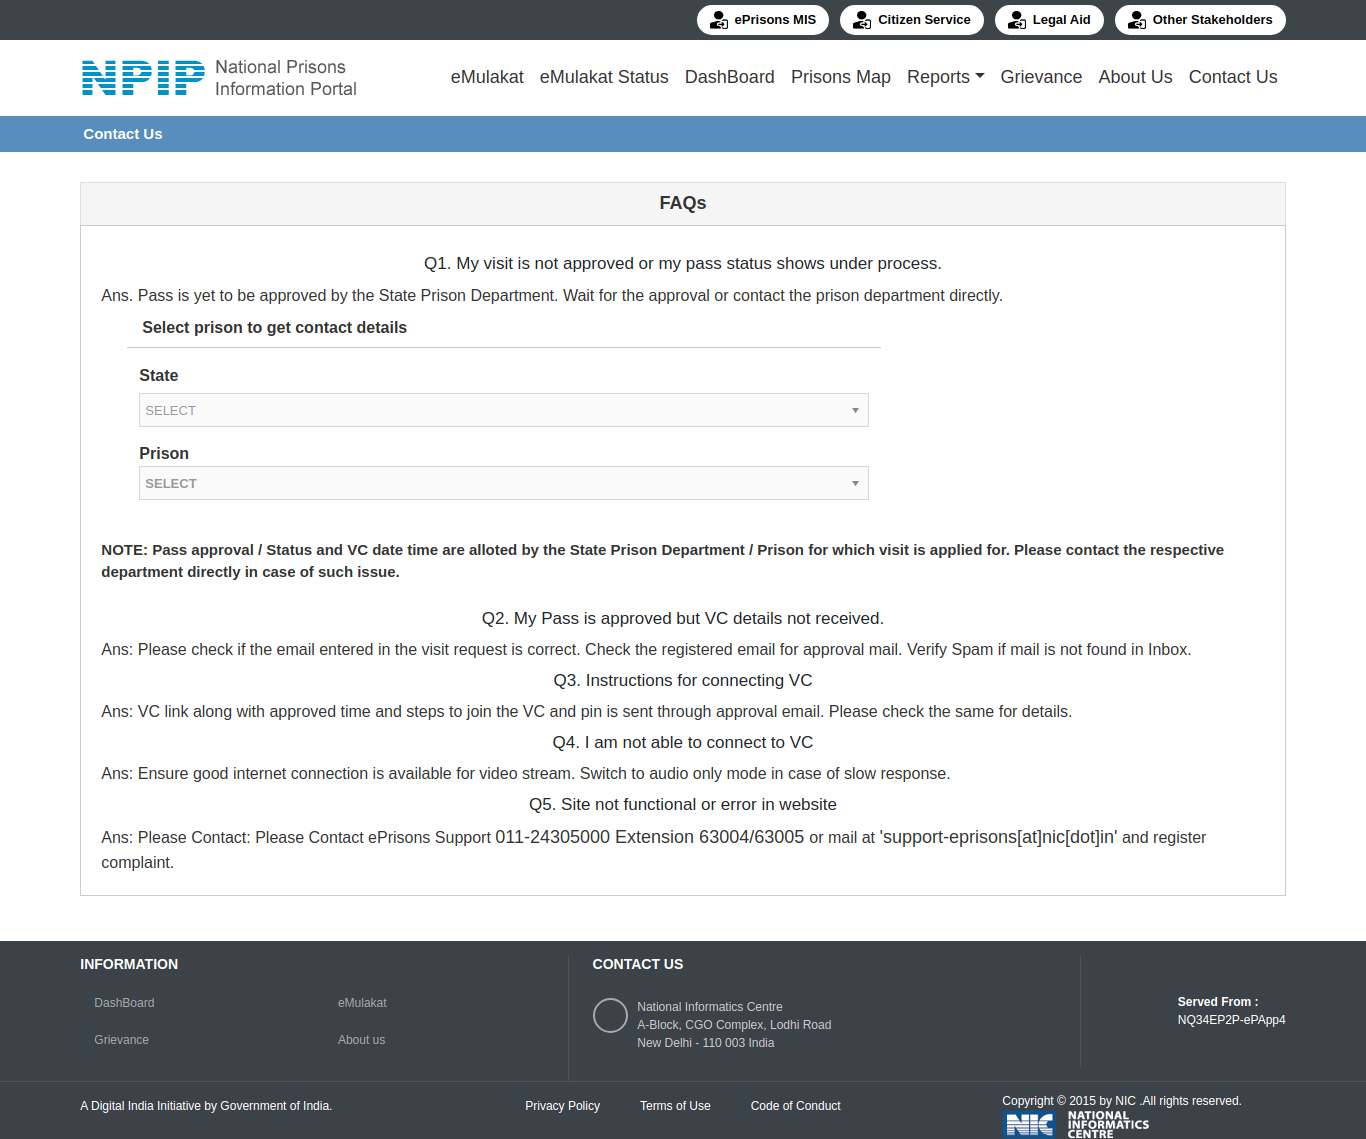 ePrisons MIS
Citizen Service
Legal Aid
Other Stakeholders
NPIP National Prisons
Information Portal
eMulakat
eMulakat Status
DashBoard
Prisons Map
Reports
Grievance
About Us
Contact Us
Contact Us
FAQs
Q1. My visit is not approved or my pass status shows under process.
Ans. Pass is yet to be approved by the State Prison Department. Wait for the approval or contact the prison department directly.
Select prison to get contact details
State
SELECT
Prison
SELECT
NOTE: Pass approval / Status and VC date time are alloted by the State Prison Department / Prison for which visit is applied for. Please contact the respective
department directly in case of such issue.
Q2. My Pass is approved but VC details not received.
Ans: Please check if the email entered in the visit request is correct. Check the registered email for approval mail. Verify Spam if mail is not found in Inbox.
Q3. Instructions for connecting VC
Ans: VC link along with approved time and steps to join the VC and pin is sent through approval email. Please check the same for details.
Q4. I am not able to connect to VC
Ans: Ensure good internet connection is available for video stream. Switch to audio only mode in case of slow response.
Q5. Site not functional or error in website
Ans: Please Contact: Please Contact ePrisons Support 011-24305000 Extension 63004/63005 or mail at 'support-eprisons[at]nic[dot]in' and register
complaint.
INFORMATION
DashBoard
eMulakat
Grievance
About us
CONTACT US
National Informatics Centre
A-Block, CGO Complex, Lodhi Road
New Delhi - 110 003 India
Served From :
NQ34EP2P-ePApp4
A Digital India Initiative by Government of India.
Privacy Policy
Terms of Use
Code of Conduct
Copyright © 2015 by NIC .All rights reserved.
NIC
NATIONAL
INFORMATICS
CENTRE